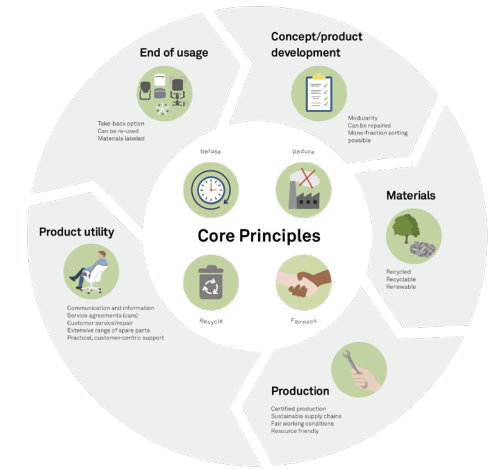 Concept/product
development
Modularity
Can be repaired
Mono-fraction sorting
possible
End of usage
Take-back option
Can be re-used
Materials labeled
Refuse
Reduce
Materials
Recycled
Recyclable
Renewable
Core Principles
Product utility
Communication and information
Service agreements (care)
Customer service/repair
Extensive range of spare parts
Practical, customer-centric support
Recycle
Fairness
Production
Certified production
Sustainable supply chains
Fair working conditions
Resource friendly